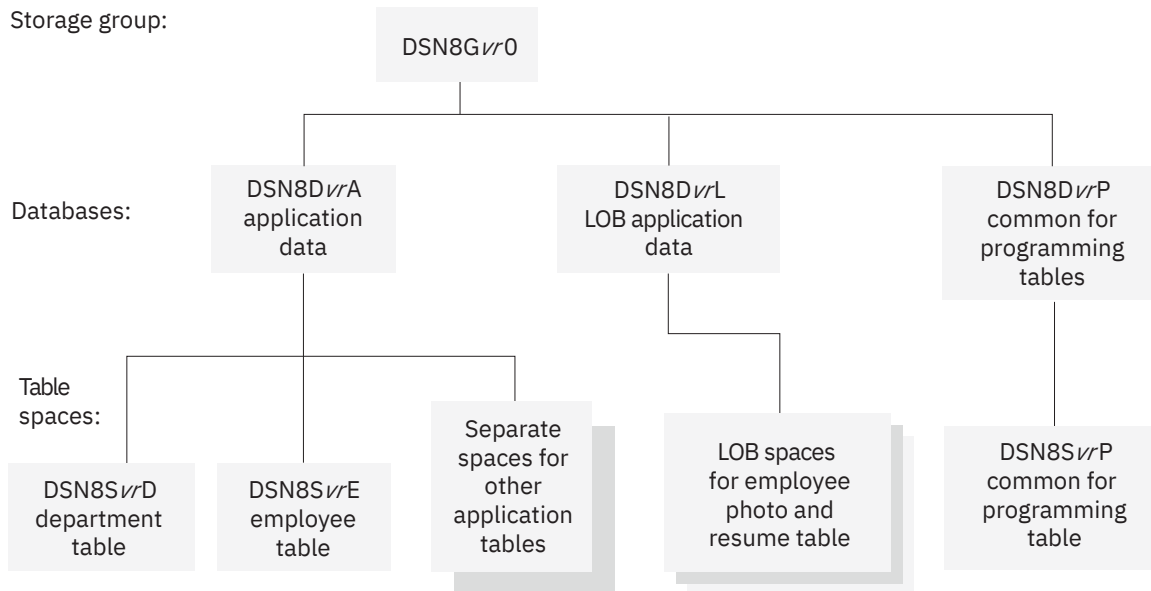 Storage group:
DSN8Gvr0
Databases:
DSN8DvrA
application
data
DSN8DvrL
LOB application
data
DSN8DvrP
common for
programming
tables
Table
spaces:
DSN8SvrD
department
table
DSN8SvrE
employee
table
Separate
spaces for
other
application
tables
LOB spaces
for employee
photo and
resume table
DSN8SvrP
common for
programming
table